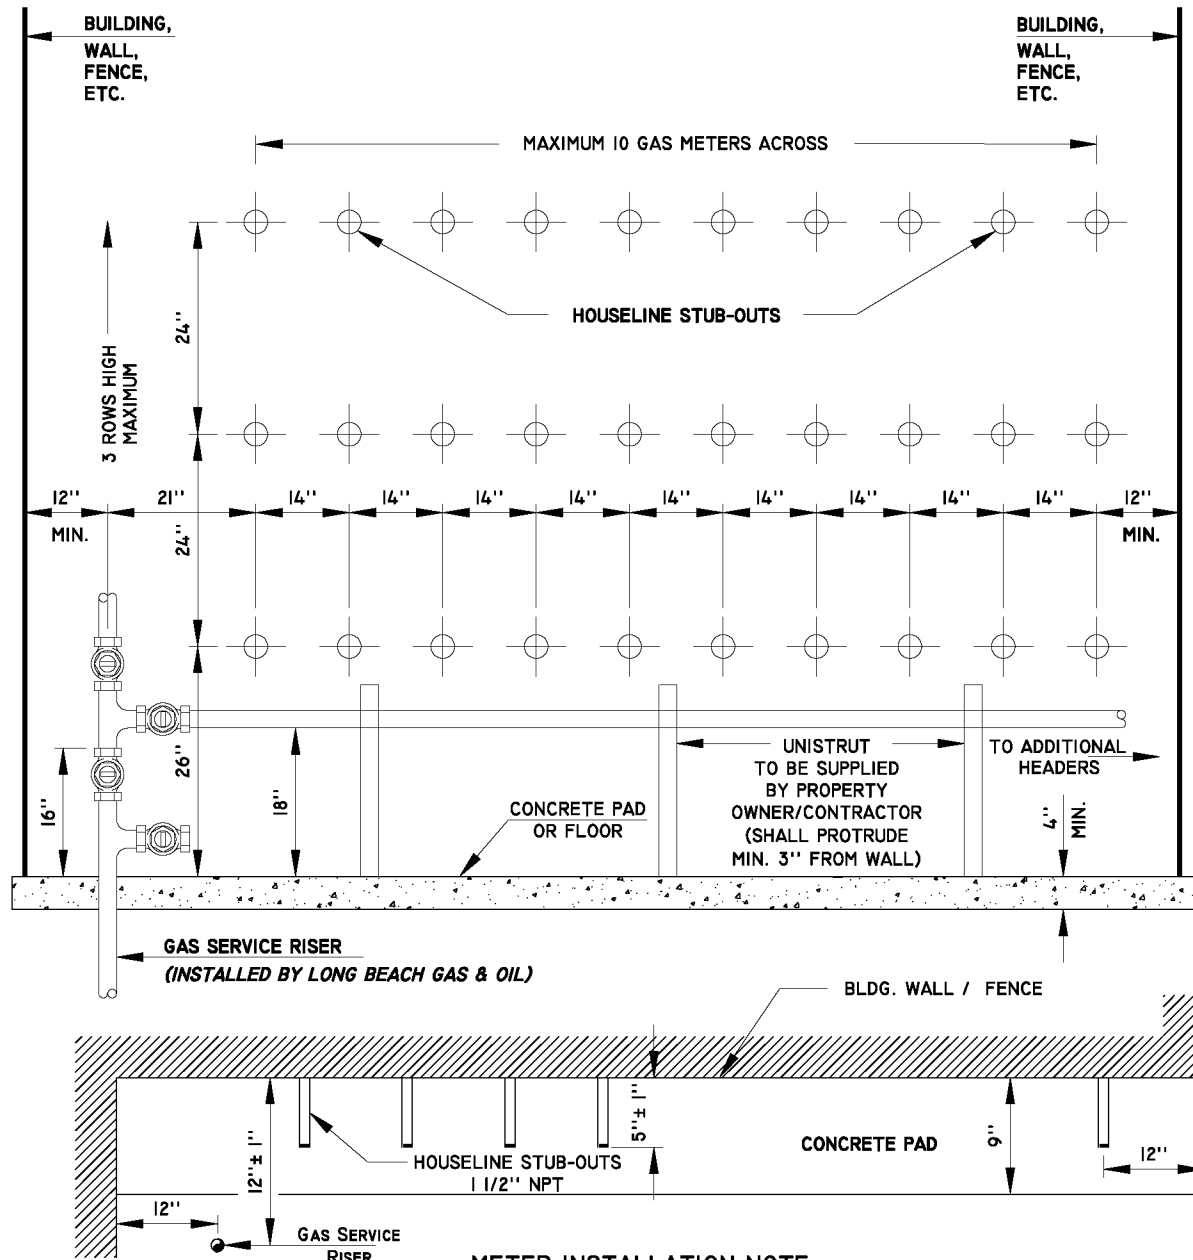 BUILDING,
WALL,
FENCE,
ETC.
BUILDING,
WALL,
FENCE,
ETC.
MAXIMUM 10 GAS METERS ACROSS
HOUSELINE STUB-OUTS
24"
3 ROWS HIGH
MAXIMUM
12"
MIN.
21"
14"
14"
14"
14"
14"
14"
14"
14"
14"
12"
MIN.
24"
26"
16"
18"
UNISTRUT
TO BE SUPPLIED
BY PROPERTY
OWNER/CONTRACTOR
(SHALL PROTRUDE
MIN. 3" FROM WALL)
TO ADDITIONAL
HEADERS
CONCRETE PAD
OR FLOOR
4"
MIN.
GAS SERVICE RISER
(INSTALLED BY LONG BEACH GAS & OIL)
BLDG. WALL / FENCE
12"± 1"
5"± 1"
9"
CONCRETE PAD
HOUSELINE STUB-OUTS
1 1/2" NPT
12"
12"
GAS SERVICE
RISER
METER INSTALLATION NOTE